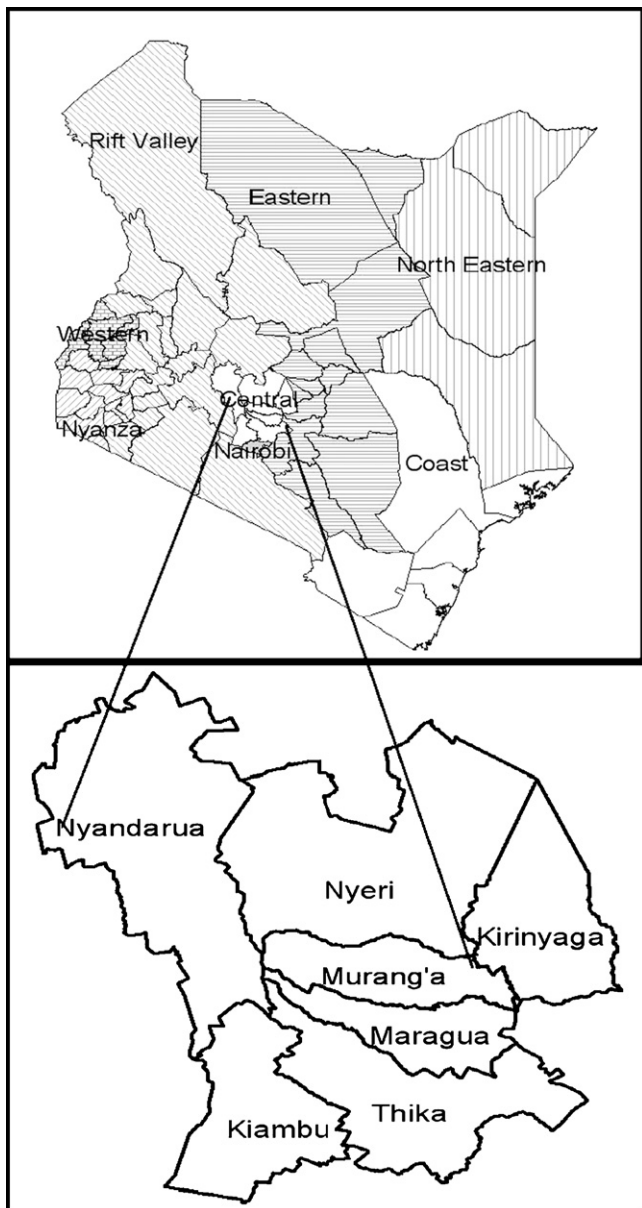 Rift Valley
Eastern
North Eastern
Western
Central
Nyanza
Nairobi
Coast
Nyandarua
Nyeri
Kirinyaga
Murang'a
Maragua
Thika
Kiambu